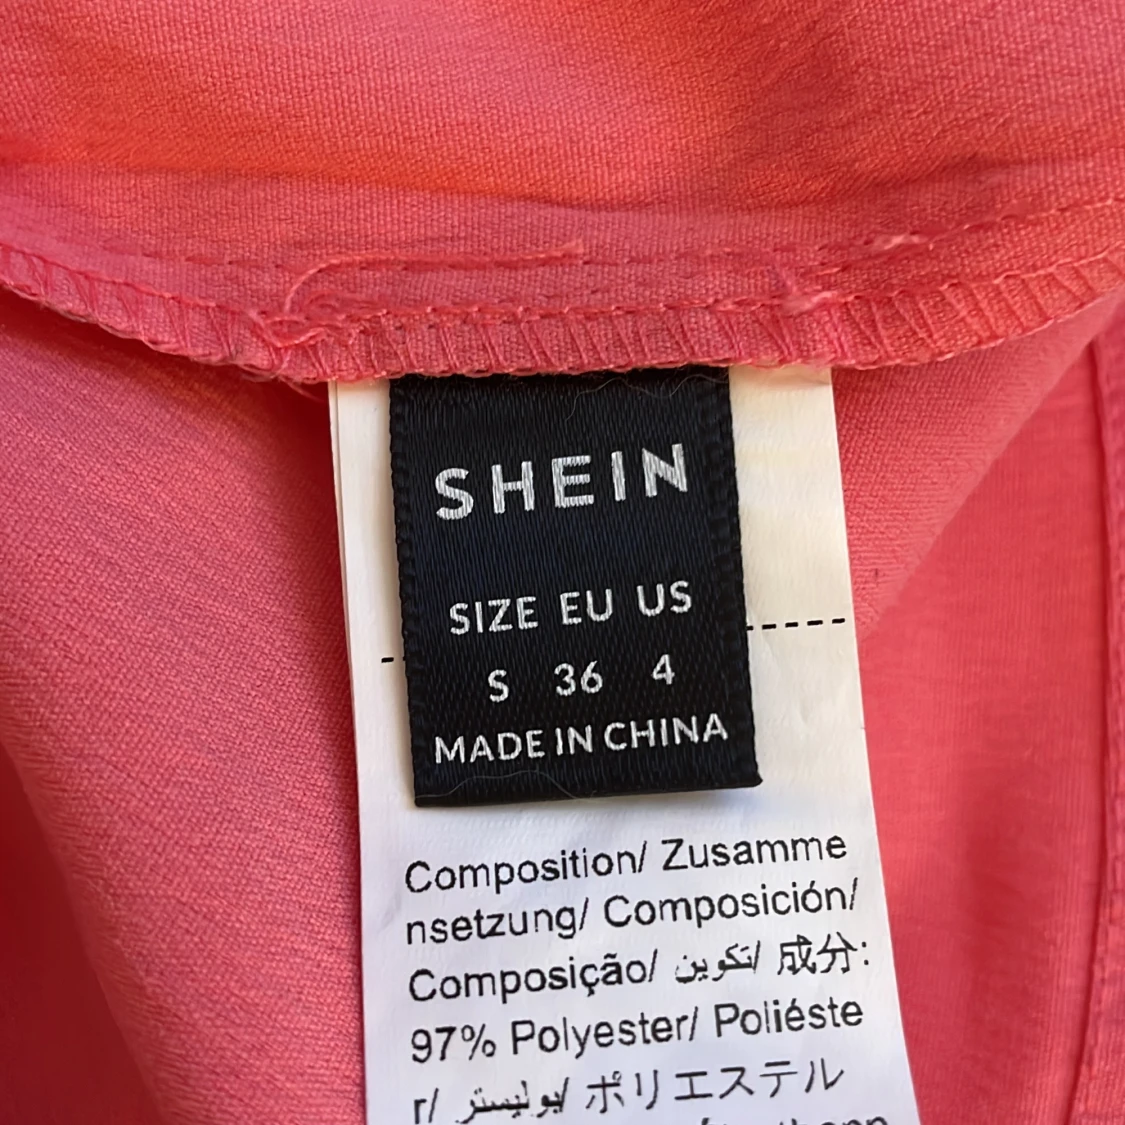 SHEIN
SIZE EU US
S 36 4
MADE IN CHINA
Composition/ Zusamme
nsetzung/ Composición/
Composição/ تكوين/ 成分:
97% Polyester/ Poliéste
r/ بوليستر/ ポリエステル